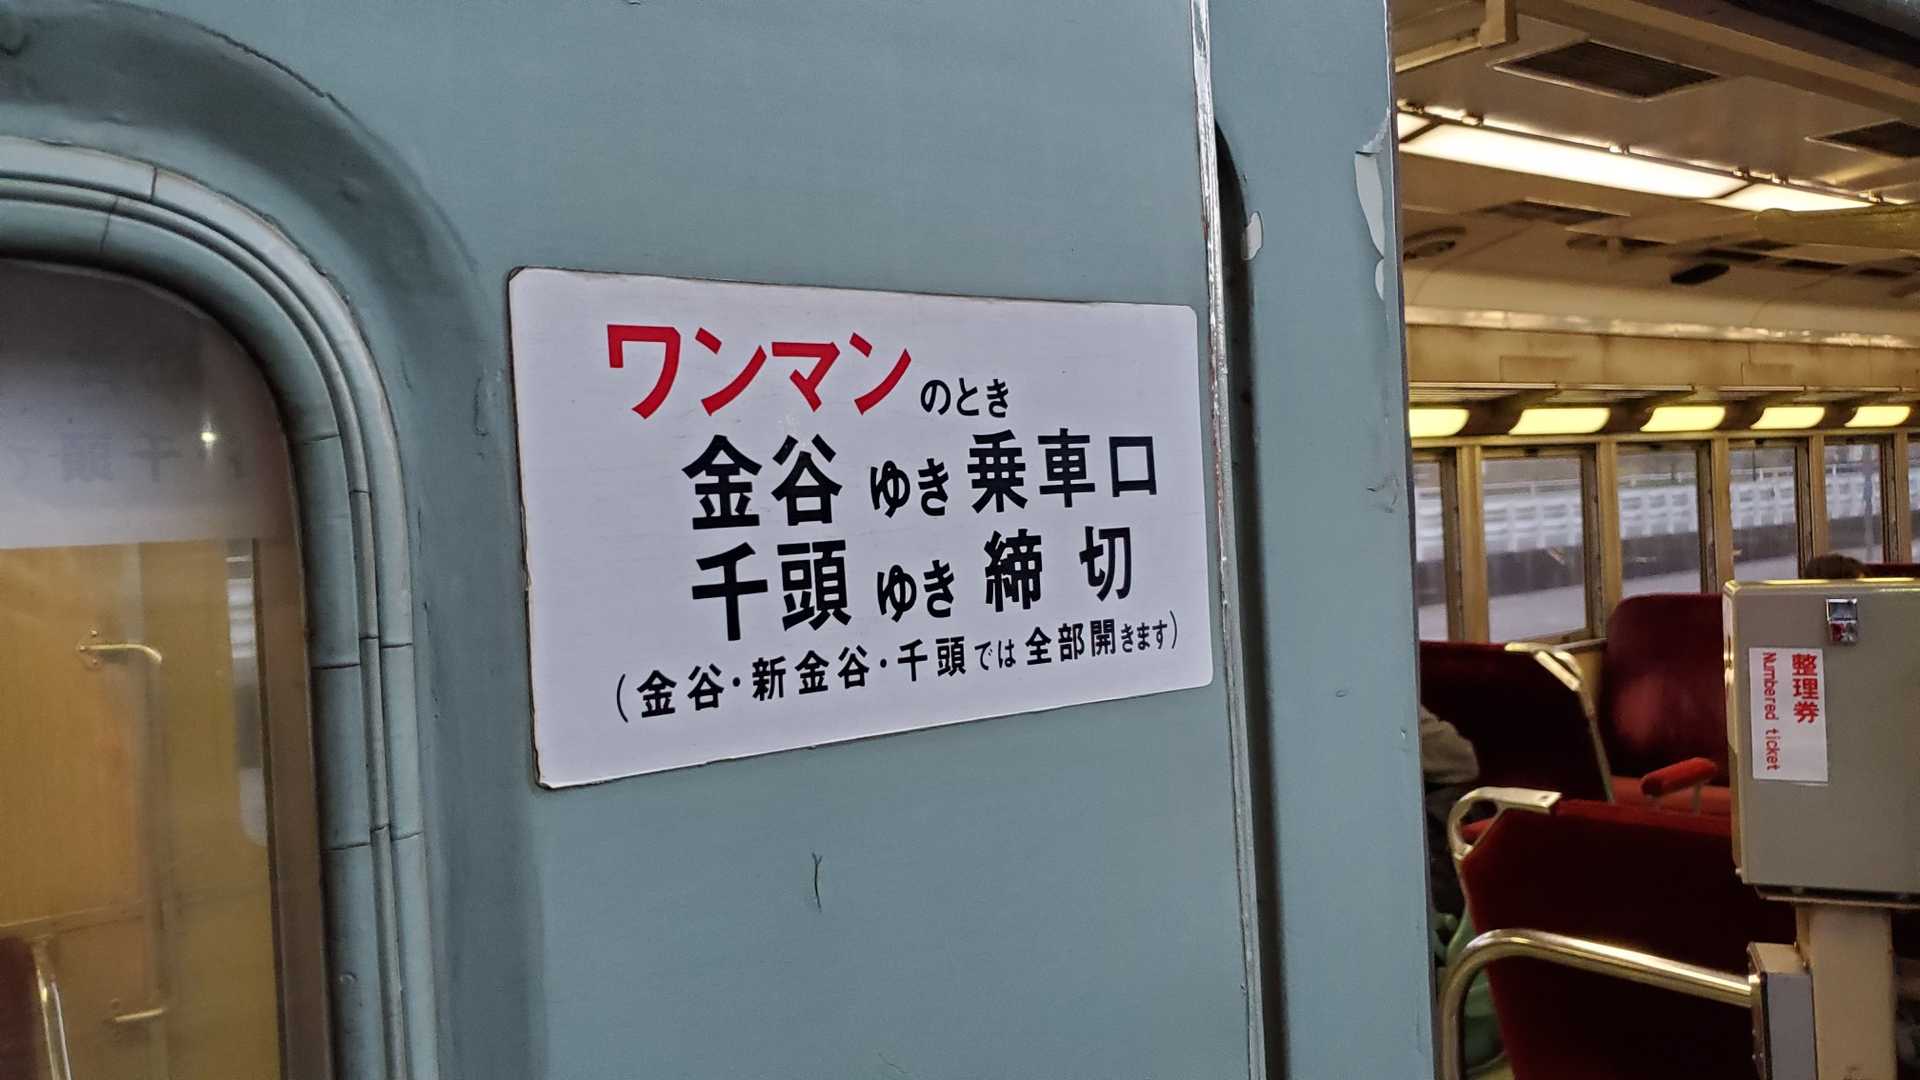 ワンマンのとき
金谷ゆき乗車口
千頭ゆき締切
(金谷・新金谷・千頭では全部開きます)
整理券
Numbered ticket